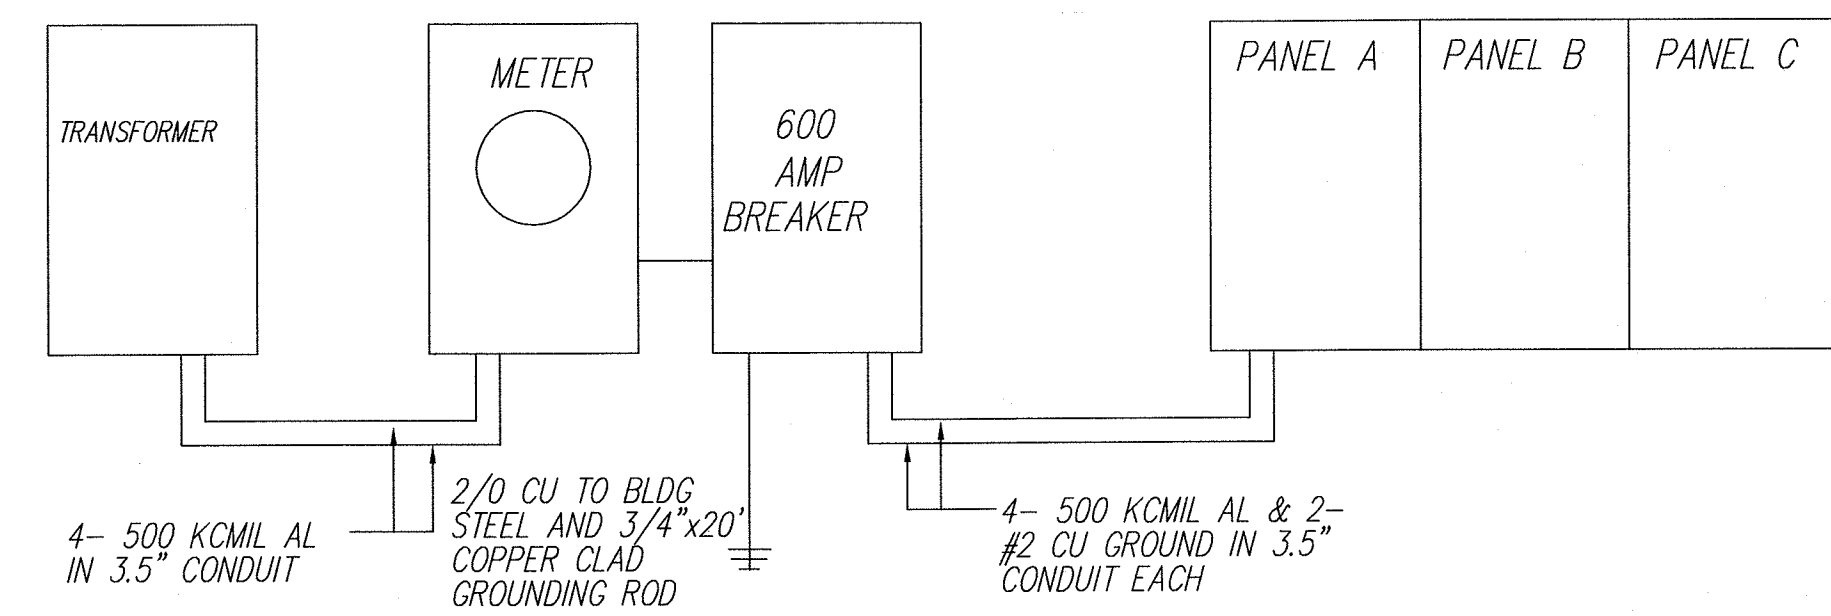 TRANSFORMER
METER
600
AMP
BREAKER
PANEL A
PANEL B
PANEL C
4- 500 KCMIL AL
IN 3.5" CONDUIT
2/0 CU TO BLDG
STEEL AND 3/4"x20'
COPPER CLAD
GROUNDING ROD
4- 500 KCMIL AL & 2-
#2 CU GROUND IN 3.5"
CONDUIT EACH